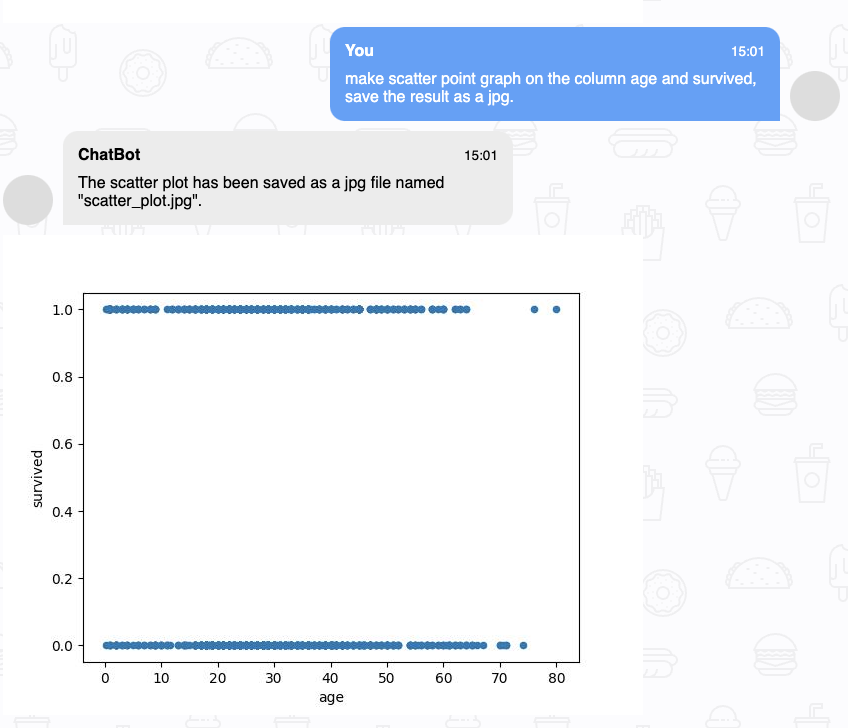 You 15:01
make scatter point graph on the column age and survived,
save the result as a jpg.
ChatBot 15:01
The scatter plot has been saved as a jpg file named
"scatter_plot.jpg".
1.0
0.8
0.6
0.4
0.2
0.0
survived
0 10 20 30 40 50 60 70 80
age